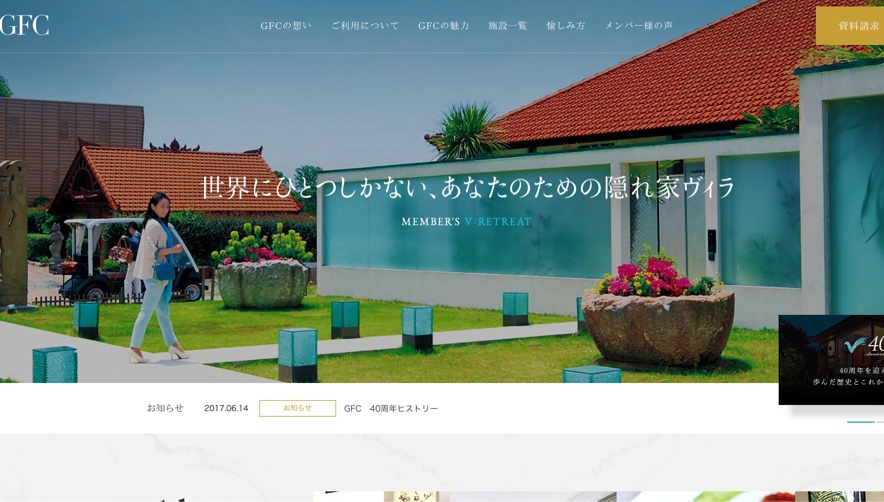 GFC
GFCの想い ご利用について GFCの魅力 施設一覧 愉しみ方 メンバー様の声
資料請求
世界にひとつしかない、あなたのための隠れ家ヴィラ
MEMBER'S V:RETREAT
40
40周年を迎え
歩んだ歴史とこれか
お知らせ 2017.06.14 お知らせ GFC 40周年ヒストリー